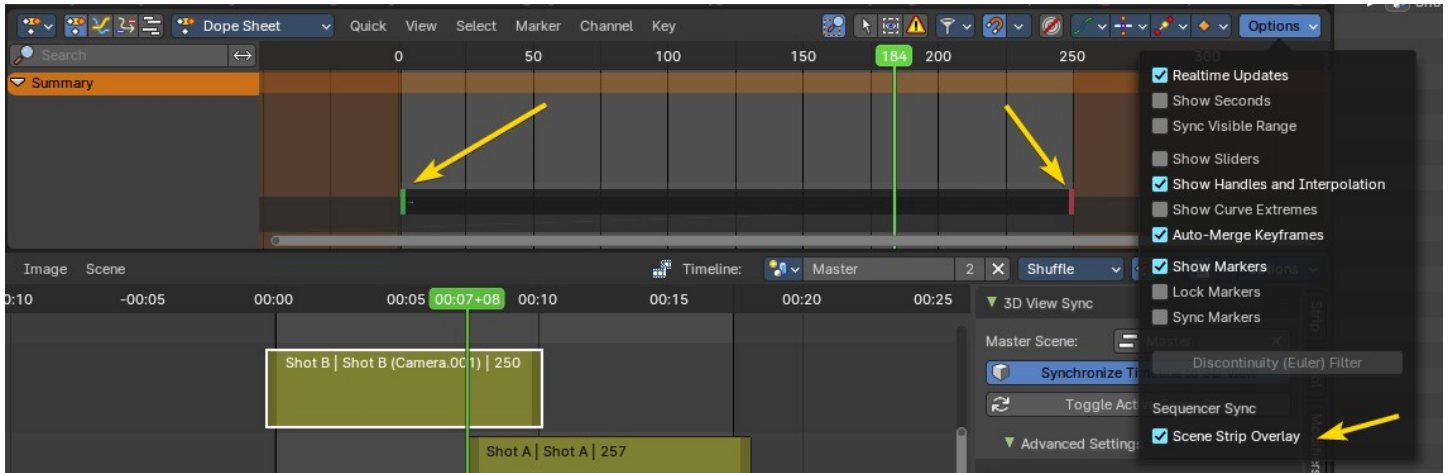 Dope Sheet Quick View Select Marker Channel Key Options
Search 0 50 100 150 184 200 250 300
Summary
Realtime Updates
Show Seconds
Sync Visible Range
Show Sliders
Show Handles and Interpolation
Show Curve Extremes
Auto-Merge Keyframes
Show Markers
Lock Markers
Sync Markers
Discontinuity (Euler) Filter
Sequencer Sync
Scene Strip Overlay
Image Scene Timeline: Master 2 Shuffle
0:10 -00:05 00:00 00:05 00:07+08 00:10 00:15 00:20 00:25
3D View Sync
Master Scene: Master
Shot B | Shot B (Camera.001) | 250
Synchronize
Toggle
Advanced Setting
Shot A | Shot A | 257
Strip